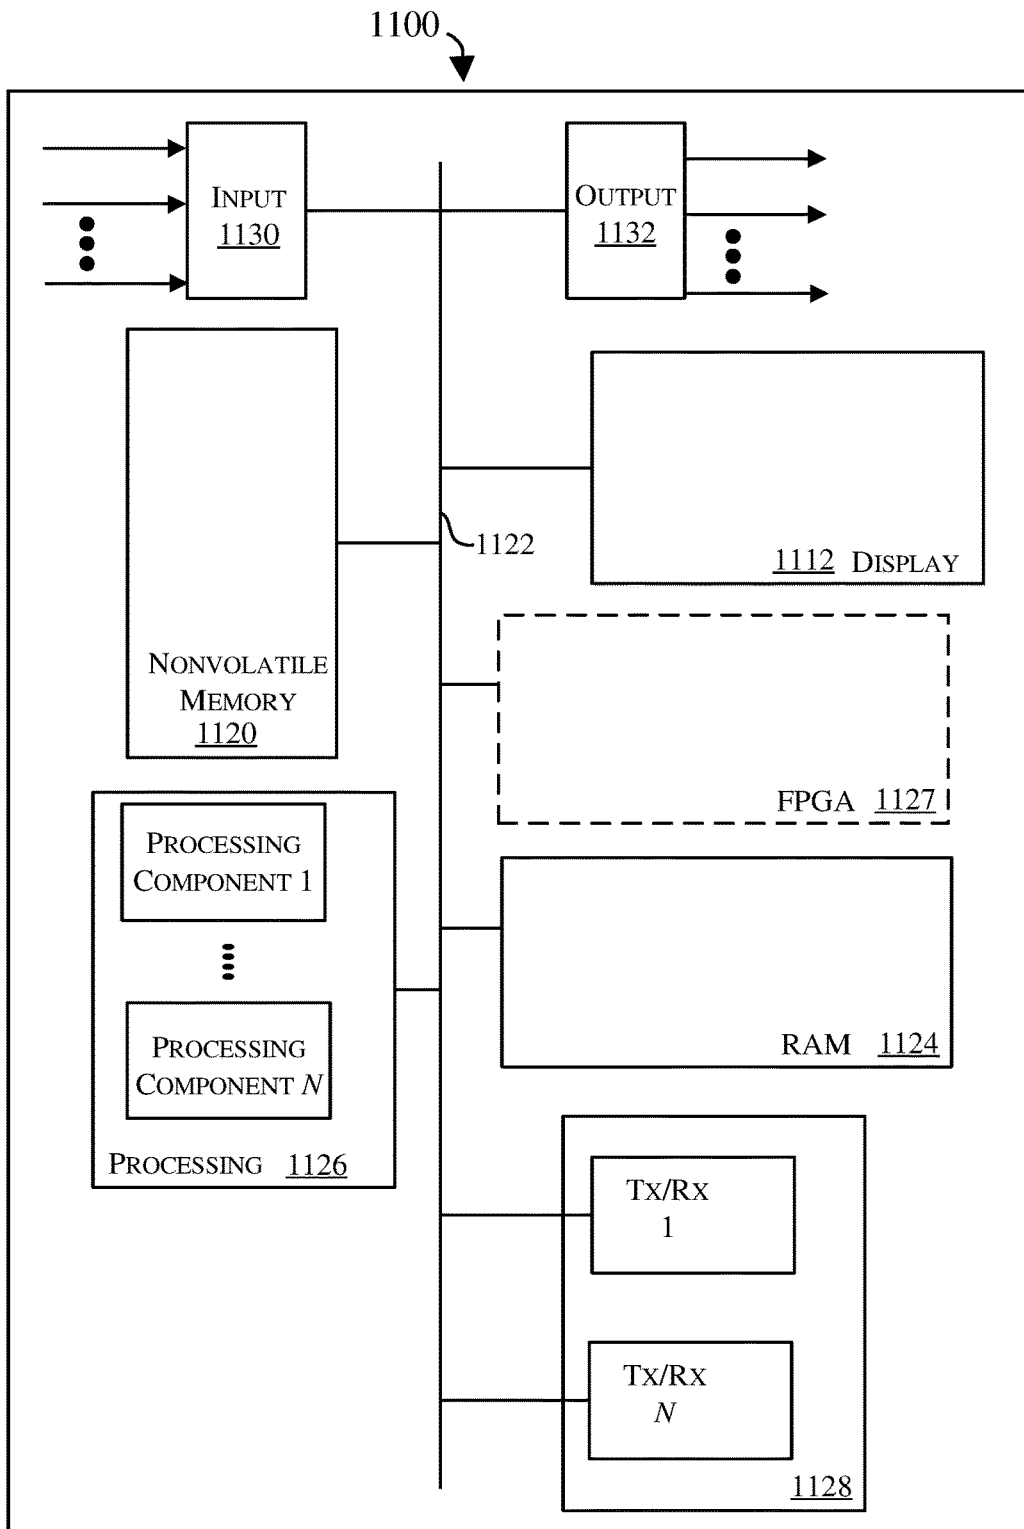 1100
INPUT
1130
OUTPUT
1132
1122
1112 DISPLAY
NONVOLATILE
MEMORY
1120
FPGA 1127
PROCESSING
COMPONENT 1
PROCESSING
COMPONENT N
PROCESSING 1126
RAM 1124
TX/RX
1
TX/RX
N
1128